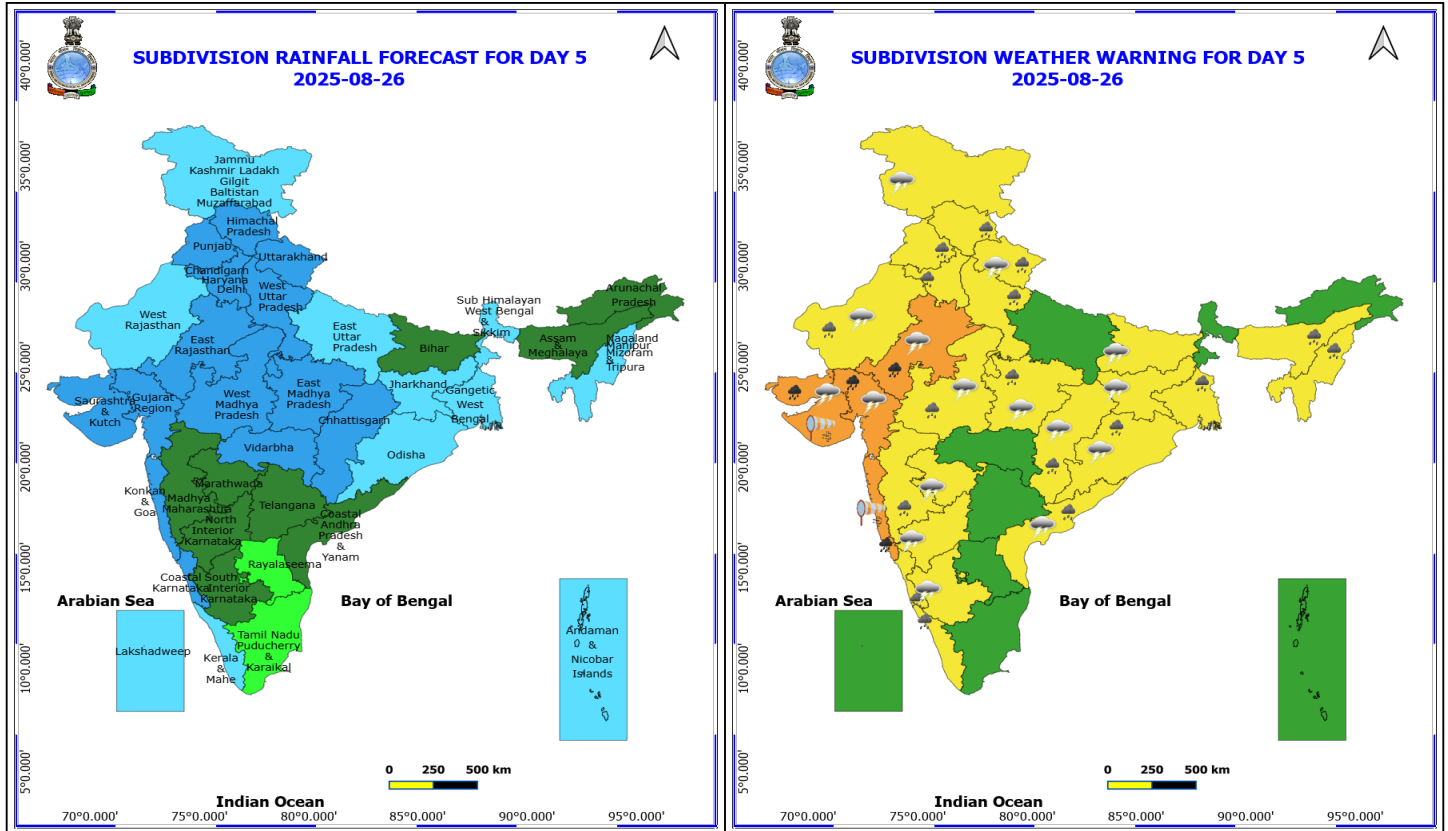 SUBDIVISION RAINFALL FORECAST FOR DAY 5
2025-08-26
40°0.000'
35°0.000'
30°0.000'
25°0.000'
20°0.000'
15°0.000'
10°0.000'
5°0.000'
Jammu
Kashmir Ladakh
Gilgit
Baltistan
Muzaffarabad
Himachal
Pradesh
Punjab
Uttarakhand
Chandigarh
Haryana
Delhi
West
Uttar
Pradesh
West
Rajasthan
East
Rajasthan
East
Uttar
Pradesh
Bihar
Sub Himalayan
West Bengal
&
Sikkim
Arunachal
Pradesh
Assam
&
Meghalaya
Nagaland
Manipur
Mizoram
&
Tripura
Jharkhand
Gangetic
West
Bengal
Saurashtra
&
Kutch
Gujarat
Region
West
Madhya
Pradesh
East
Madhya
Pradesh
Chhattisgarh
Vidarbha
Odisha
Konkan
&
Goa
Marathwada
Madhya
Maharashtra
Telangana
North
Interior
Karnataka
Coastal
Andhra
Pradesh
&
Yanam
Rayalaseema
Coastal
Karnataka
South
Interior
Karnataka
Tamil Nadu
Puducherry
&
Karaikal
Kerala
&
Mahe
Lakshadweep
Andaman
&
Nicobar
Islands
Arabian Sea
Bay of Bengal
Indian Ocean
0 250 500 km
70°0.000' 75°0.000' 80°0.000' 85°0.000' 90°0.000' 95°0.000'
SUBDIVISION WEATHER WARNING FOR DAY 5
2025-08-26
40°0.000'
35°0.000'
30°0.000'
25°0.000'
20°0.000'
15°0.000'
10°0.000'
5°0.000'
Arabian Sea
Bay of Bengal
Indian Ocean
0 250 500 km
70°0.000' 75°0.000' 80°0.000' 85°0.000' 90°0.000' 95°0.000'